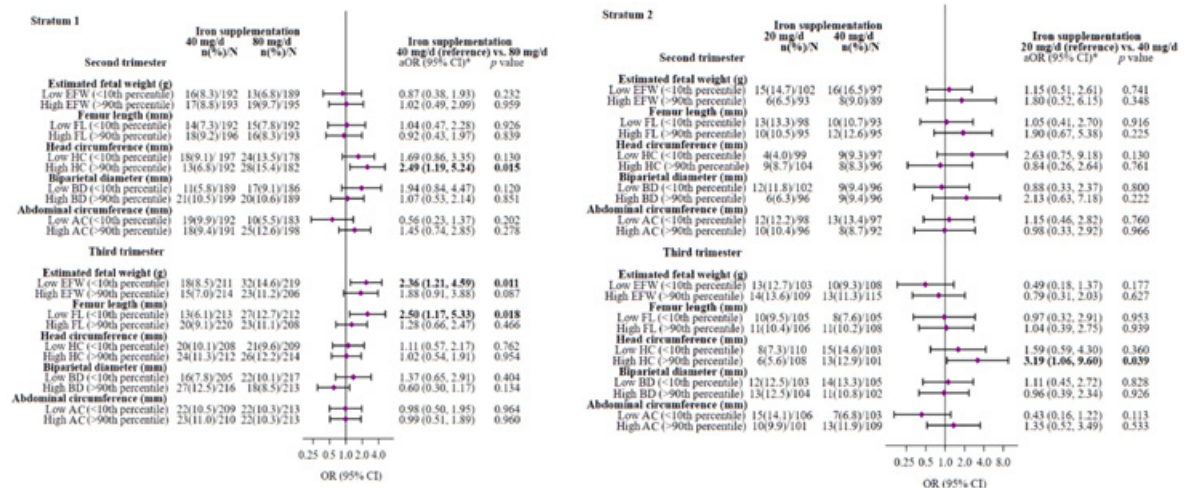 Stratum 1
Iron supplementation
40 mg/d 80 mg/d
n(%)/N n(%)/N
Iron supplementation
40 mg/d (reference) vs. 80 mg/d
aOR (95% CI)* p value
Second trimester
Estimated fetal weight (g)
Low EFW (<10th percentile) 16(8.3)/192 13(6.8)/189 0.87 (0.38, 1.93) 0.232
High EFW (>90th percentile) 17(8.8)/193 19(9.7)/195 1.02 (0.49, 2.09) 0.959
Femur length (mm)
Low FL (<10th percentile) 14(7.3)/192 15(7.8)/192 1.04 (0.47, 2.28) 0.926
High FL (>90th percentile) 18(9.2)/196 16(8.3)/193 0.92 (0.43, 1.97) 0.839
Head circumference (mm)
Low HC (<10th percentile) 18(9.1)/ 197 24(13.5)/178 1.69 (0.86, 3.35) 0.130
High HC (>90th percentile) 13(6.8)/192 28(15.4)/182 2.49 (1.19, 5.24) 0.015
Biparietal diameter (mm)
Low BD (<10th percentile) 11(5.8)/189 17(9.1)/186 1.94 (0.84, 4.47) 0.120
High BD (>90th percentile) 21(10.5)/199 20(10.6)/189 1.07 (0.53, 2.14) 0.851
Abdominal circumference (mm)
Low AC(<10th percentile) 19(9.9)/192 10(5.5)/183 0.56 (0.23, 1.37) 0.202
High AC(>90th percentile) 18(9.4)/191 25(12.6)/198 1.45 (0.74, 2.85) 0.278
Third trimester
Estimated fetal weight (g)
Low EFW (<10th percentile) 18(8.5)/211 32(14.6)/219 2.36 (1.21, 4.59) 0.011
High EFW (>90th percentile) 15(7.0)/214 23(11.2)/206 1.88 (0.91, 3.88) 0.087
Femur length (mm)
Low FL (<10th percentile) 13(6.1)/213 27(12.7)/212 2.50 (1.17, 5.33) 0.018
High FL (>90th percentile) 20(9.1)/220 23(11.1)/208 1.28 (0.66, 2.47) 0.466
Head circumference (mm)
Low HC (<10th percentile) 20(10.1)/208 21(9.6)/209 1.11 (0.57, 2.17) 0.762
High HC (>90th percentile) 24(11.3)/212 26(12.2)/214 1.02 (0.54, 1.91) 0.954
Biparietal diameter (mm)
Low BD (<10th percentile) 16(7.8)/205 22(10.1)/217 1.37 (0.65, 2.91) 0.404
High BD (>90th percentile) 27(12.5)/216 18(8.5)/213 0.60 (0.30, 1.17) 0.134
Abdominal circumference (mm)
Low AC(<10th percentile) 22(10.5)/209 22(10.3)/213 0.98 (0.50, 1.95) 0.964
High AC(>90th percentile) 23(11.0)/210 22(10.3)/213 0.99 (0.51, 1.89) 0.960
0.25 0.5 1.0 2.0 4.0
OR (95% CI)
Stratum 2
Iron supplementation
20 mg/d 40 mg/d
n(%)/N n(%)/N
Iron supplementation
20 mg/d (reference) vs. 40 mg/d
aOR (95% CI)* p value
Second trimester
Estimated fetal weight (g)
Low EFW (<10th percentile) 15(14.7)/102 16(16.5)/97 1.15 (0.51, 2.61) 0.741
High EFW (>90th percentile) 6(6.5)/93 8(9.0)/89 1.80 (0.52, 6.15) 0.348
Femur length (mm)
Low FL (<10th percentile) 13(13.3)/98 10(10.7)/93 1.05 (0.41, 2.70) 0.916
High FL (>90th percentile) 10(10.5)/95 12(12.6)/95 1.90 (0.67, 5.38) 0.225
Head circumference (mm)
Low HC (<10th percentile) 4(4.0)/99 9(9.3)/97 2.63 (0.75, 9.18) 0.130
High HC (>90th percentile) 9(8.7)/104 8(8.3)/96 0.84 (0.26, 2.64) 0.761
Biparietal diameter (mm)
Low BD (<10th percentile) 12(11.8)/102 9(9.4)/96 0.88 (0.33, 2.37) 0.800
High BD (>90th percentile) 6(6.3)/96 9(9.4)/96 2.13 (0.63, 7.18) 0.222
Abdominal circumference (mm)
Low AC(<10th percentile) 12(12.2)/98 13(13.4)/97 1.15 (0.46, 2.82) 0.760
High AC(>90th percentile) 10(10.4)/96 8(8.7)/92 0.98 (0.33, 2.92) 0.966
Third trimester
Estimated fetal weight (g)
Low EFW (<10th percentile) 13(12.7)/103 10(9.3)/108 0.49 (0.18, 1.37) 0.177
High EFW (>90th percentile) 14(13.6)/109 13(11.3)/115 0.79 (0.31, 2.03) 0.627
Femur length (mm)
Low FL (<10th percentile) 10(9.5)/105 8(7.6)/105 0.97 (0.32, 2.91) 0.953
High FL (>90th percentile) 11(10.4)/106 11(10.2)/108 1.04 (0.39, 2.75) 0.939
Head circumference (mm)
Low HC (<10th percentile) 8(7.3)/110 15(14.6)/103 1.59 (0.59, 4.30) 0.360
High HC (>90th percentile) 6(5.6)/108 13(12.9)/101 3.19 (1.06, 9.60) 0.039
Biparietal diameter (mm)
Low BD (<10th percentile) 12(12.5)/103 14(13.3)/105 1.11 (0.45, 2.72) 0.828
High BD (>90th percentile) 13(12.5)/104 11(10.8)/102 0.96 (0.39, 2.34) 0.926
Abdominal circumference (mm)
Low AC(<10th percentile) 15(14.1)/106 7(6.8)/103 0.43 (0.16, 1.22) 0.113
High AC(>90th percentile) 10(9.9)/101 13(11.9)/109 1.35 (0.52, 3.49) 0.533
0.25 0.5 1.0 2.0 4.0 8.0
OR (95% CI)